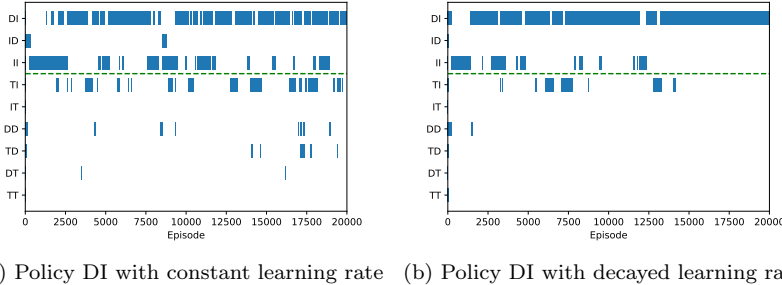 DI
ID
II
TI
IT
DD
TD
DT
TT
0 2500 5000 7500 10000 12500 15000 17500 20000
Episode
DI
ID
II
TI
IT
DD
TD
DT
TT
0 2500 5000 7500 10000 12500 15000 17500 20000
Episode
) Policy DI with constant learning rate
(b) Policy DI with decayed learning ra